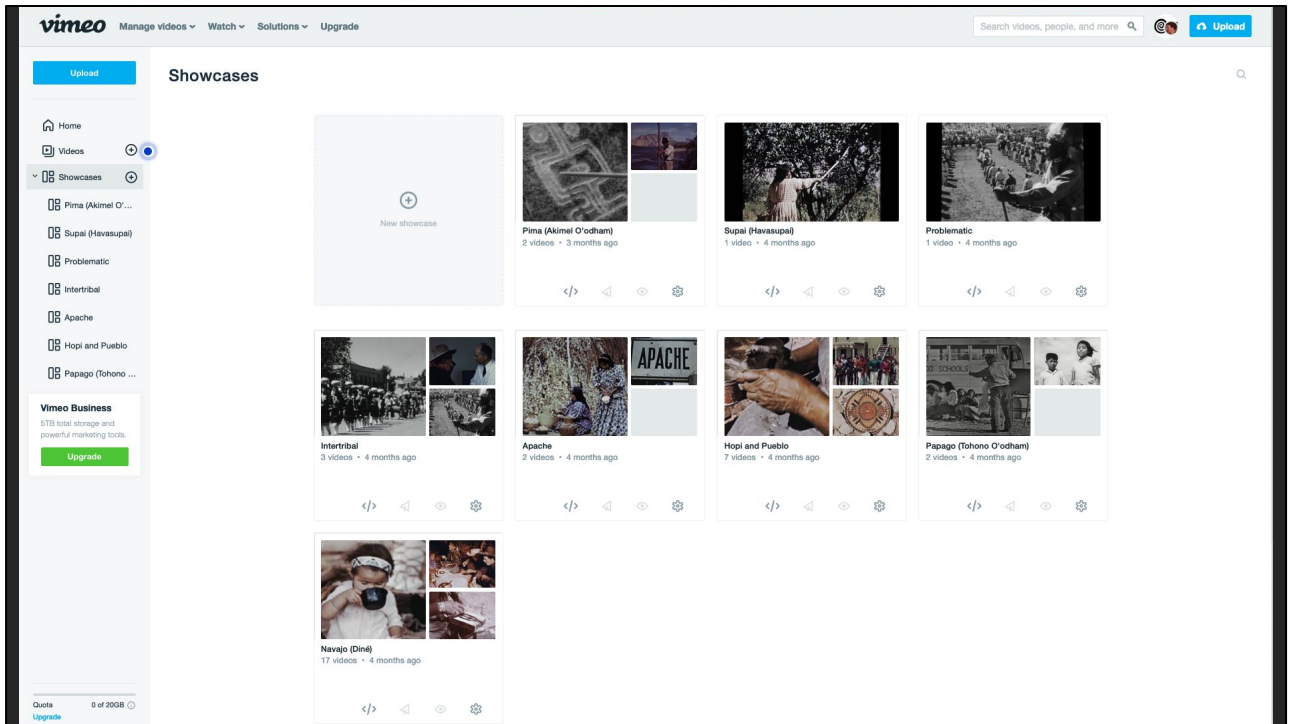 vimeo Manage videos Watch Solutions Upgrade
Search videos, people, and more
Upload
Upload
Home
Videos
Showcases
Pima (Akimel O'...
Supai (Havasupai)
Problematic
Intertribal
Apache
Hopi and Pueblo
Papago (Tohono ...
Vimeo Business
5TB total storage and
powerful marketing tools.
Upgrade
Quota 0 of 20GB
Upgrade
Showcases
New showcase
Pima (Akimel O'odham)
2 videos • 3 months ago
Supai (Havasupai)
1 video • 4 months ago
Problematic
1 video • 4 months ago
Intertribal
3 videos • 4 months ago
APACHE
Apache
2 videos • 4 months ago
Hopi and Pueblo
7 videos • 4 months ago
SCHOOLS
Papago (Tohono O'odham)
2 videos • 4 months ago
Navajo (Diné)
17 videos • 4 months ago